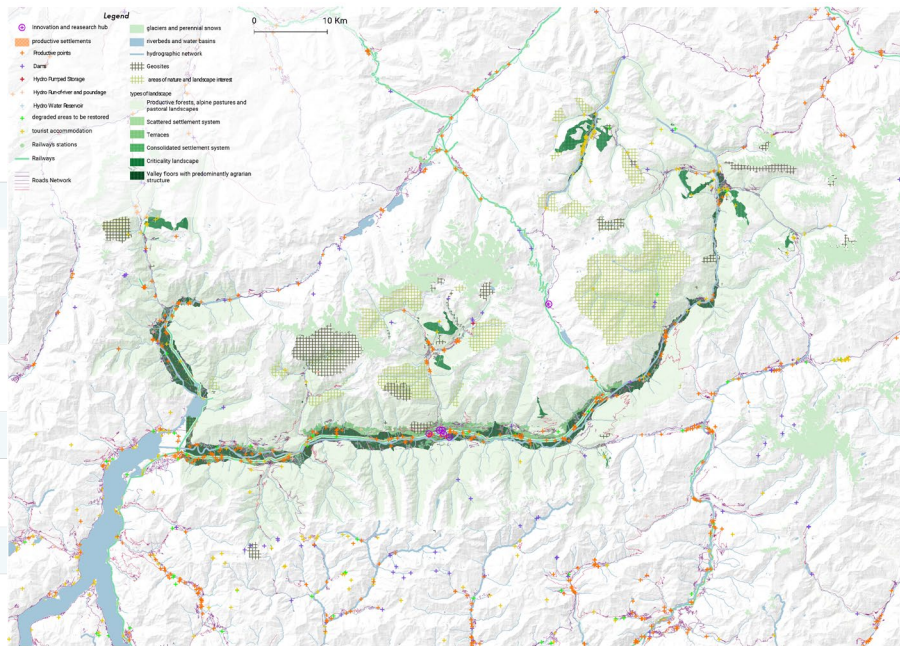 Legend
0 10 Km
innovation and reasearch hub
productive settlements
Productive points
Dams
Hydro Pumped Storage
Hydro Run-of-river and poundage
Hydro Water Reservoir
degraded areas to be restored
tourist accommodation
Railways stations
Railways
Roads Network
glaciers and perennial snows
riverbeds and water basins
hydrographic network
Geosites
areas of nature and landscape interest
types of landscape
Productive forests, alpine pastures and
pastoral landscapes
Scattered settlement system
Terraces
Consolidated settlement system
Criticality landscape
Valley floors with predominantly agrarian
structure